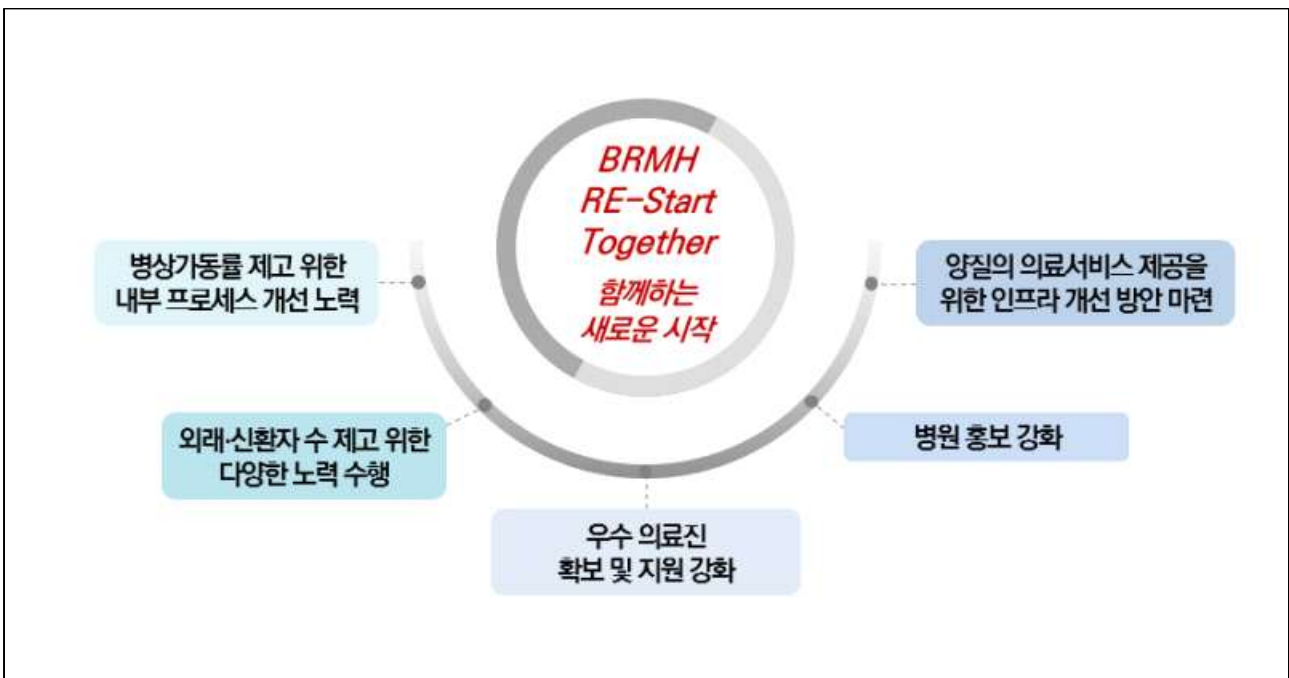 BRMH
RE-Start
Together
함께하는
새로운 시작
병상가동률 제고 위한
내부 프로세스 개선 노력
외래·신환자 수 제고 위한
다양한 노력 수행
우수 의료진
확보 및 지원 강화
병원 홍보 강화
양질의 의료서비스 제공을
위한 인프라 개선 방안 마련